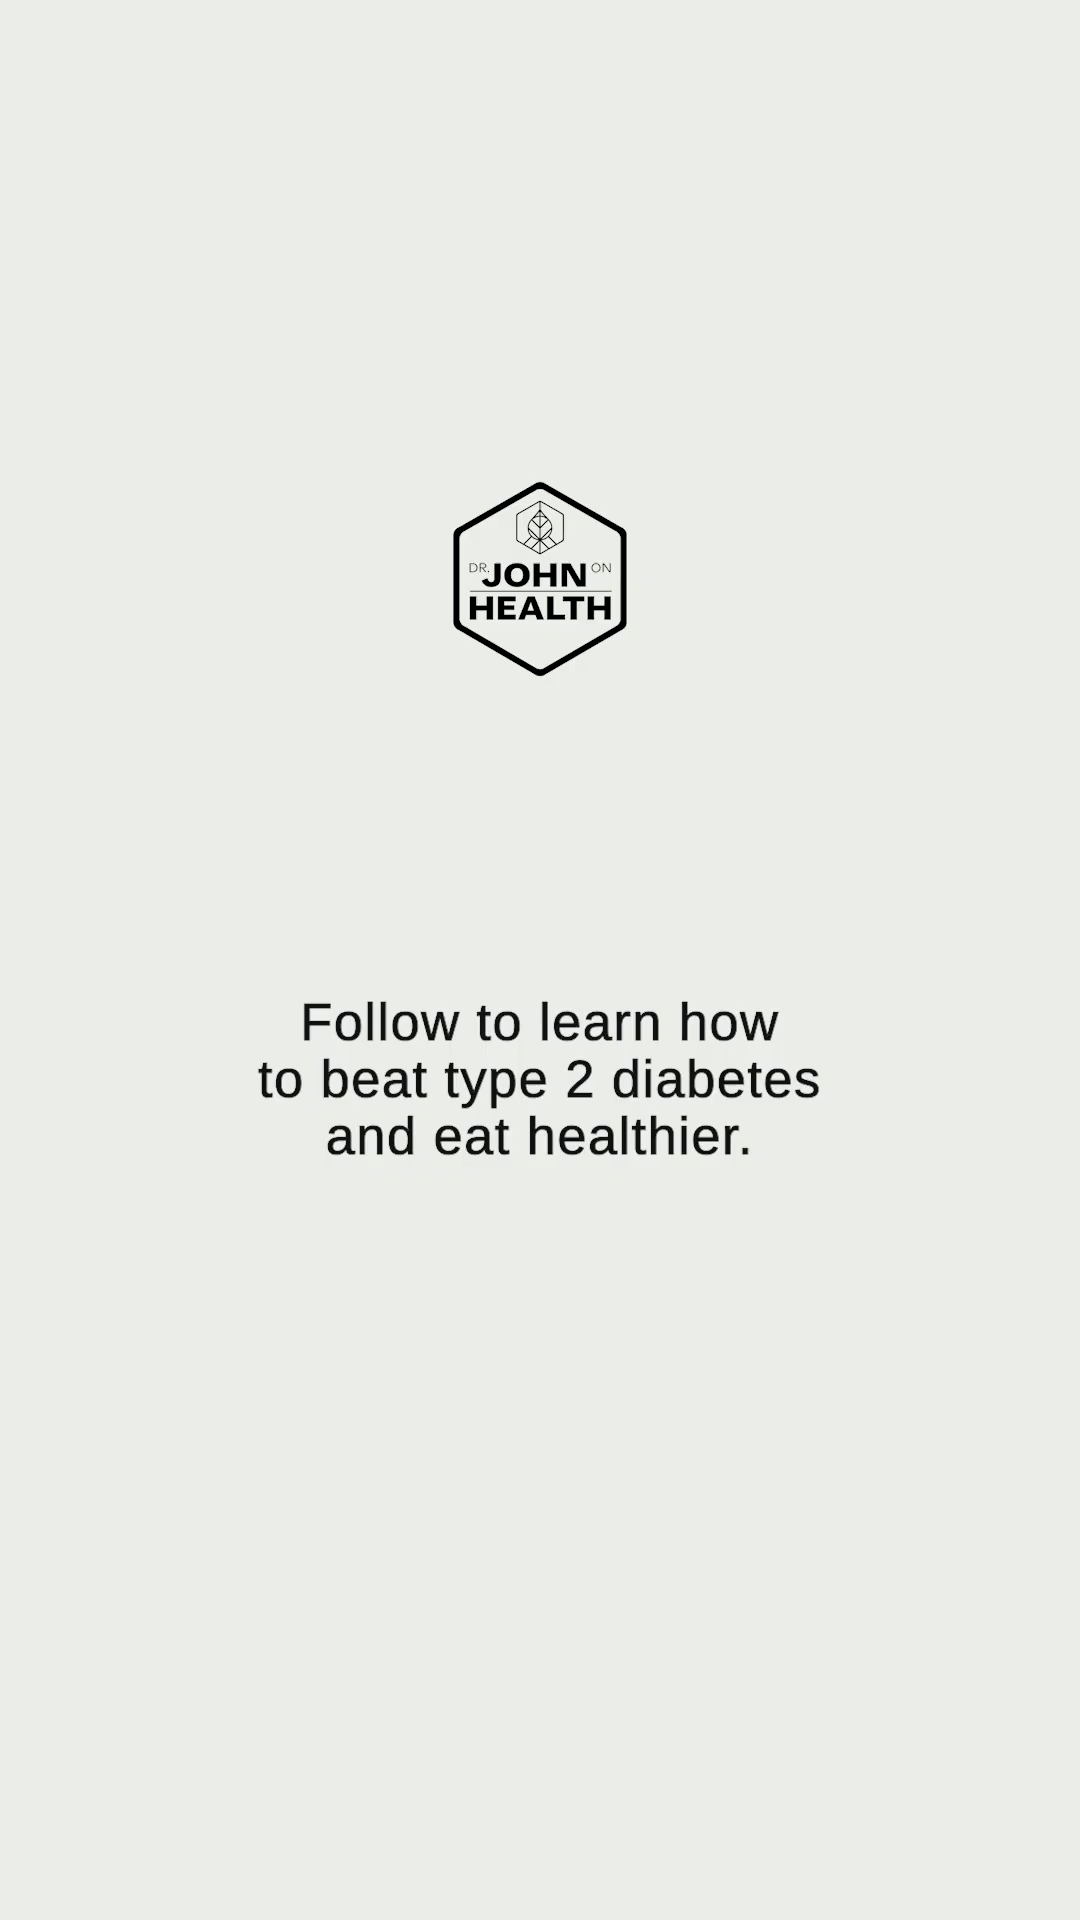 DR. JOHN ON
HEALTH
Follow to learn how
to beat type 2 diabetes
and eat healthier.